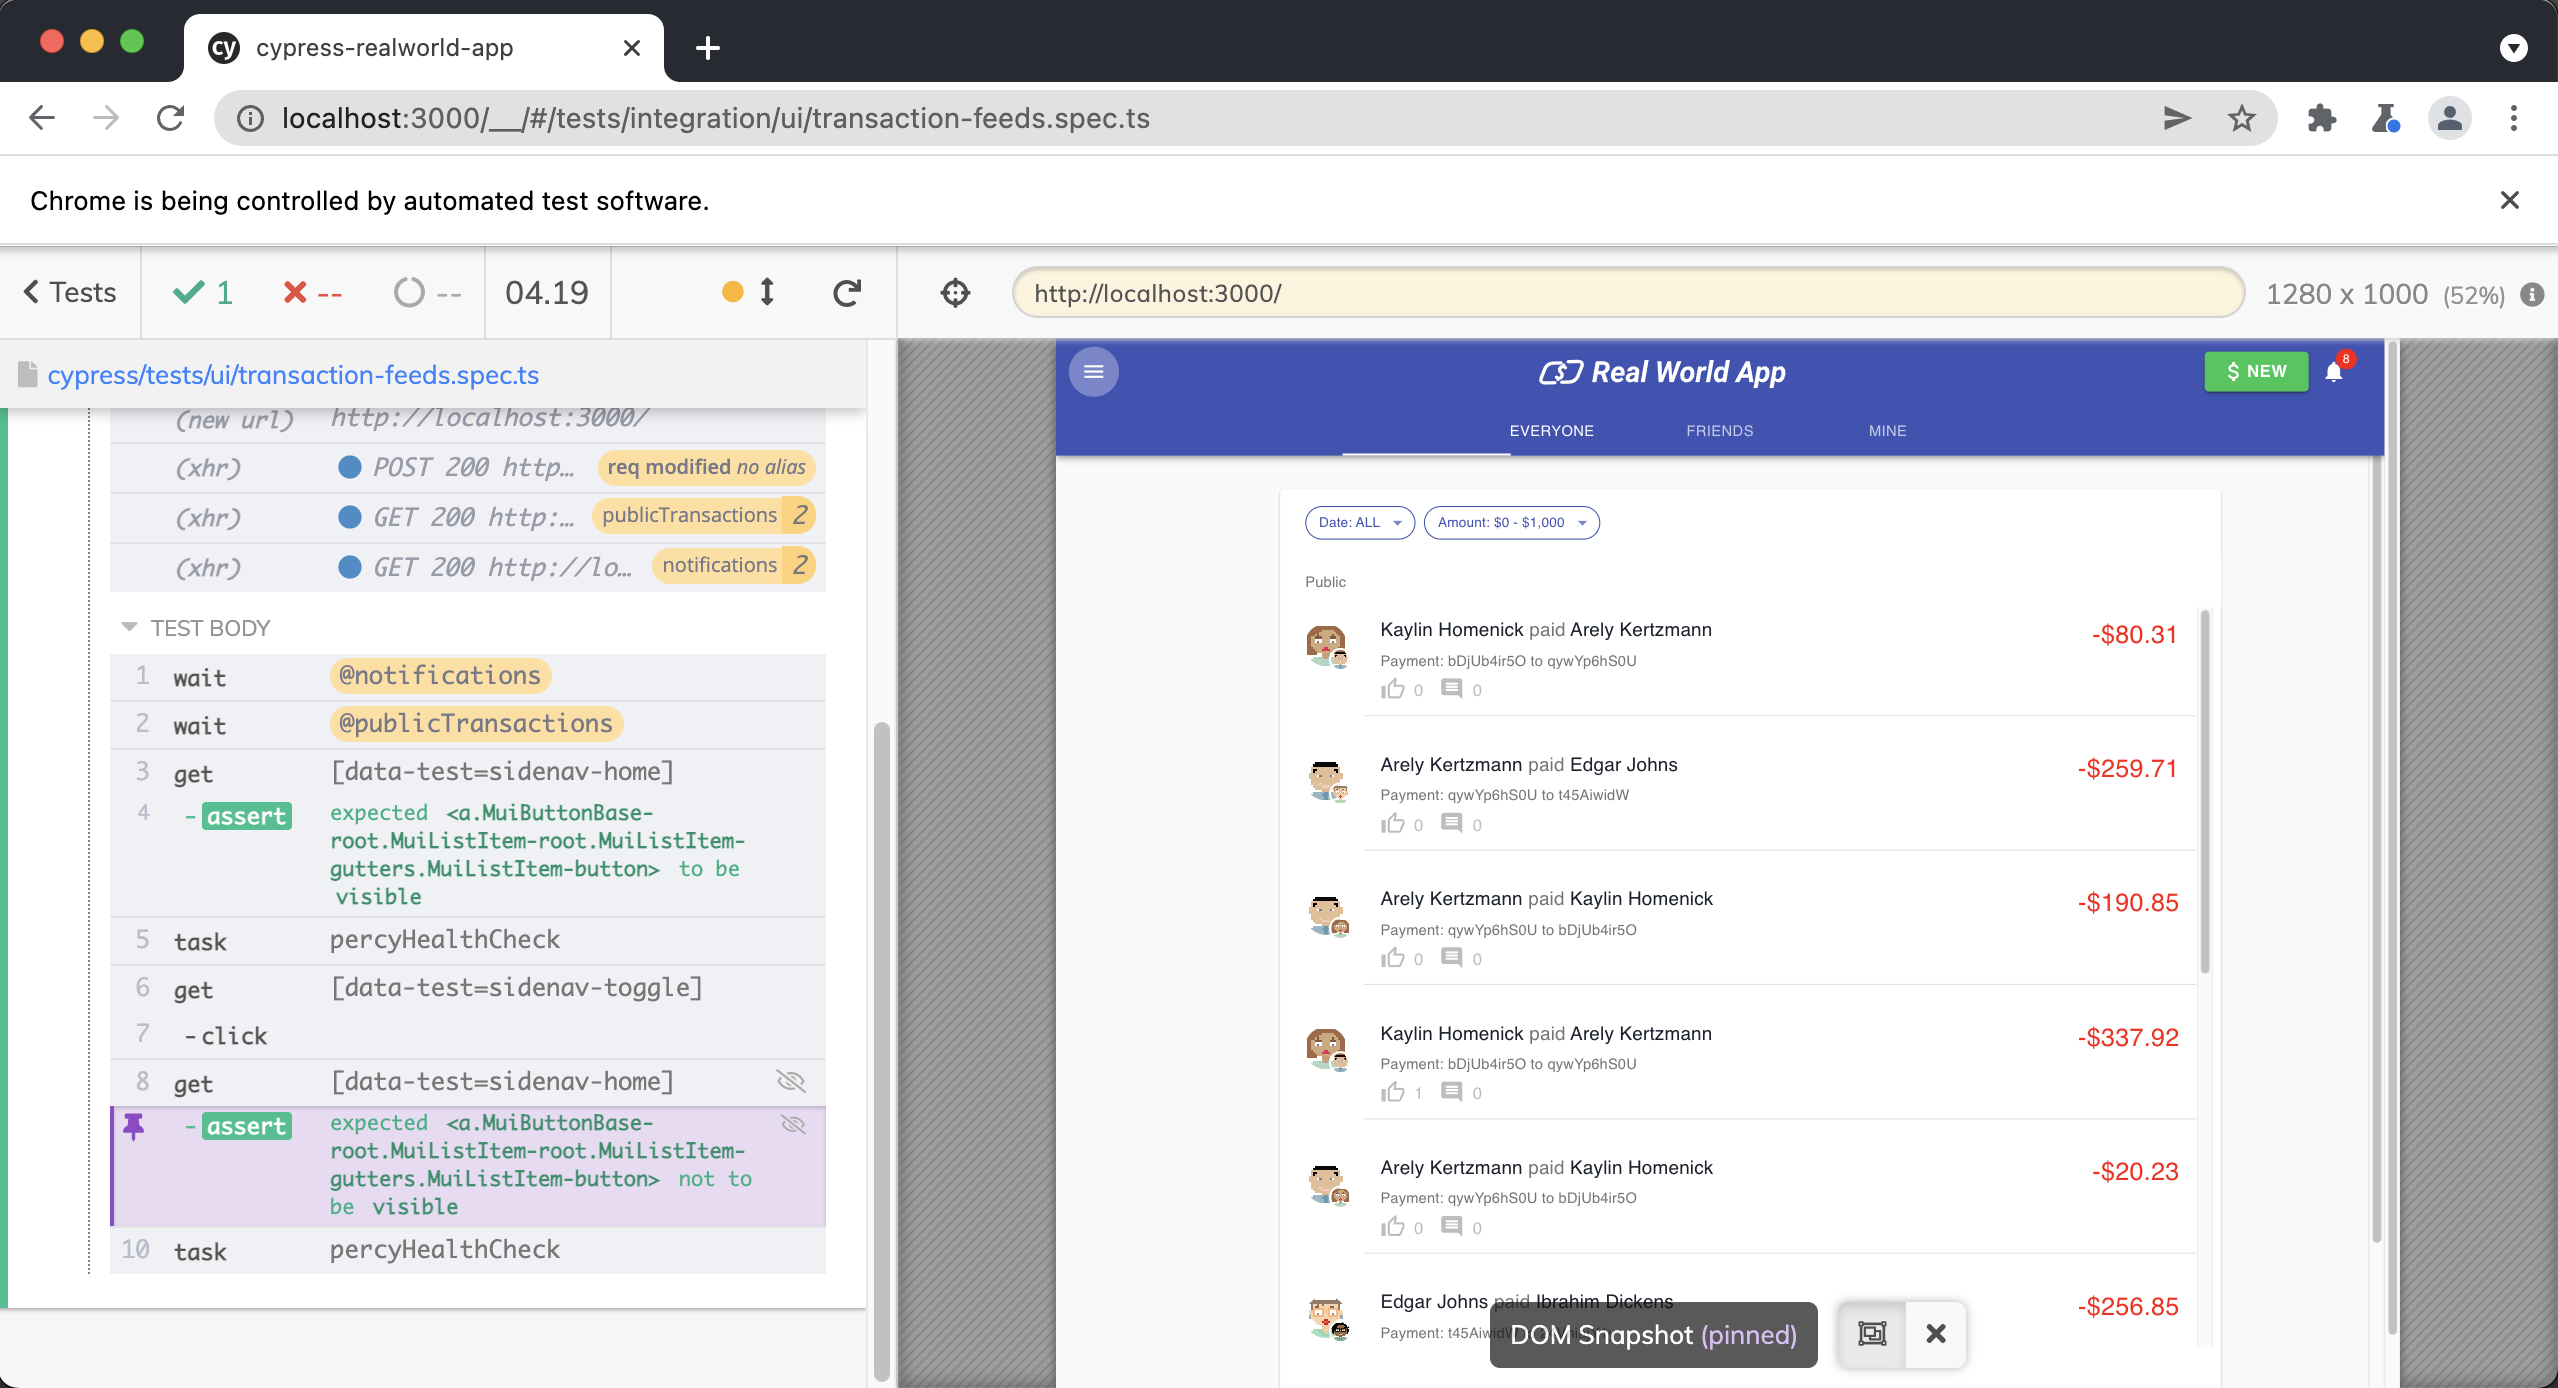 cy cypress-realworld-app
localhost:3000/__/#/tests/integration/ui/transaction-feeds.spec.ts
Chrome is being controlled by automated test software.
Tests 1 -- -- 04.19
http://localhost:3000/ 1280 x 1000 (52%)
cypress/tests/ui/transaction-feeds.spec.ts
(new url) http://localhost:3000/
(xhr) POST 200 http… req modified no alias
(xhr) GET 200 http:… publicTransactions 2
(xhr) GET 200 http://lo… notifications 2
TEST BODY
1 wait @notifications
2 wait @publicTransactions
3 get [data-test=sidenav-home]
4 -assert expected <a.MuiButtonBase-
root.MuiListItem-root.MuiListItem-
gutters.MuiListItem-button> to be
visible
5 task percyHealthCheck
6 get [data-test=sidenav-toggle]
7 -click
8 get [data-test=sidenav-home]
-assert expected <a.MuiButtonBase-
root.MuiListItem-root.MuiListItem-
gutters.MuiListItem-button> not to
be visible
10 task percyHealthCheck
Real World App
$ NEW
8
EVERYONE FRIENDS MINE
Date: ALL Amount: $0 - $1,000
Public
Kaylin Homenick paid Arely Kertzmann -$80.31
Payment: bDjUb4ir5O to qywYp6hS0U
0 0
Arely Kertzmann paid Edgar Johns -$259.71
Payment: qywYp6hS0U to t45AiwidW
0 0
Arely Kertzmann paid Kaylin Homenick -$190.85
Payment: qywYp6hS0U to bDjUb4ir5O
0 0
Kaylin Homenick paid Arely Kertzmann -$337.92
Payment: bDjUb4ir5O to qywYp6hS0U
1 0
Arely Kertzmann paid Kaylin Homenick -$20.23
Payment: qywYp6hS0U to bDjUb4ir5O
0 0
Edgar Johns paid Ibrahim Dickens -$256.85
Payment: t45AiwidW
DOM Snapshot (pinned)